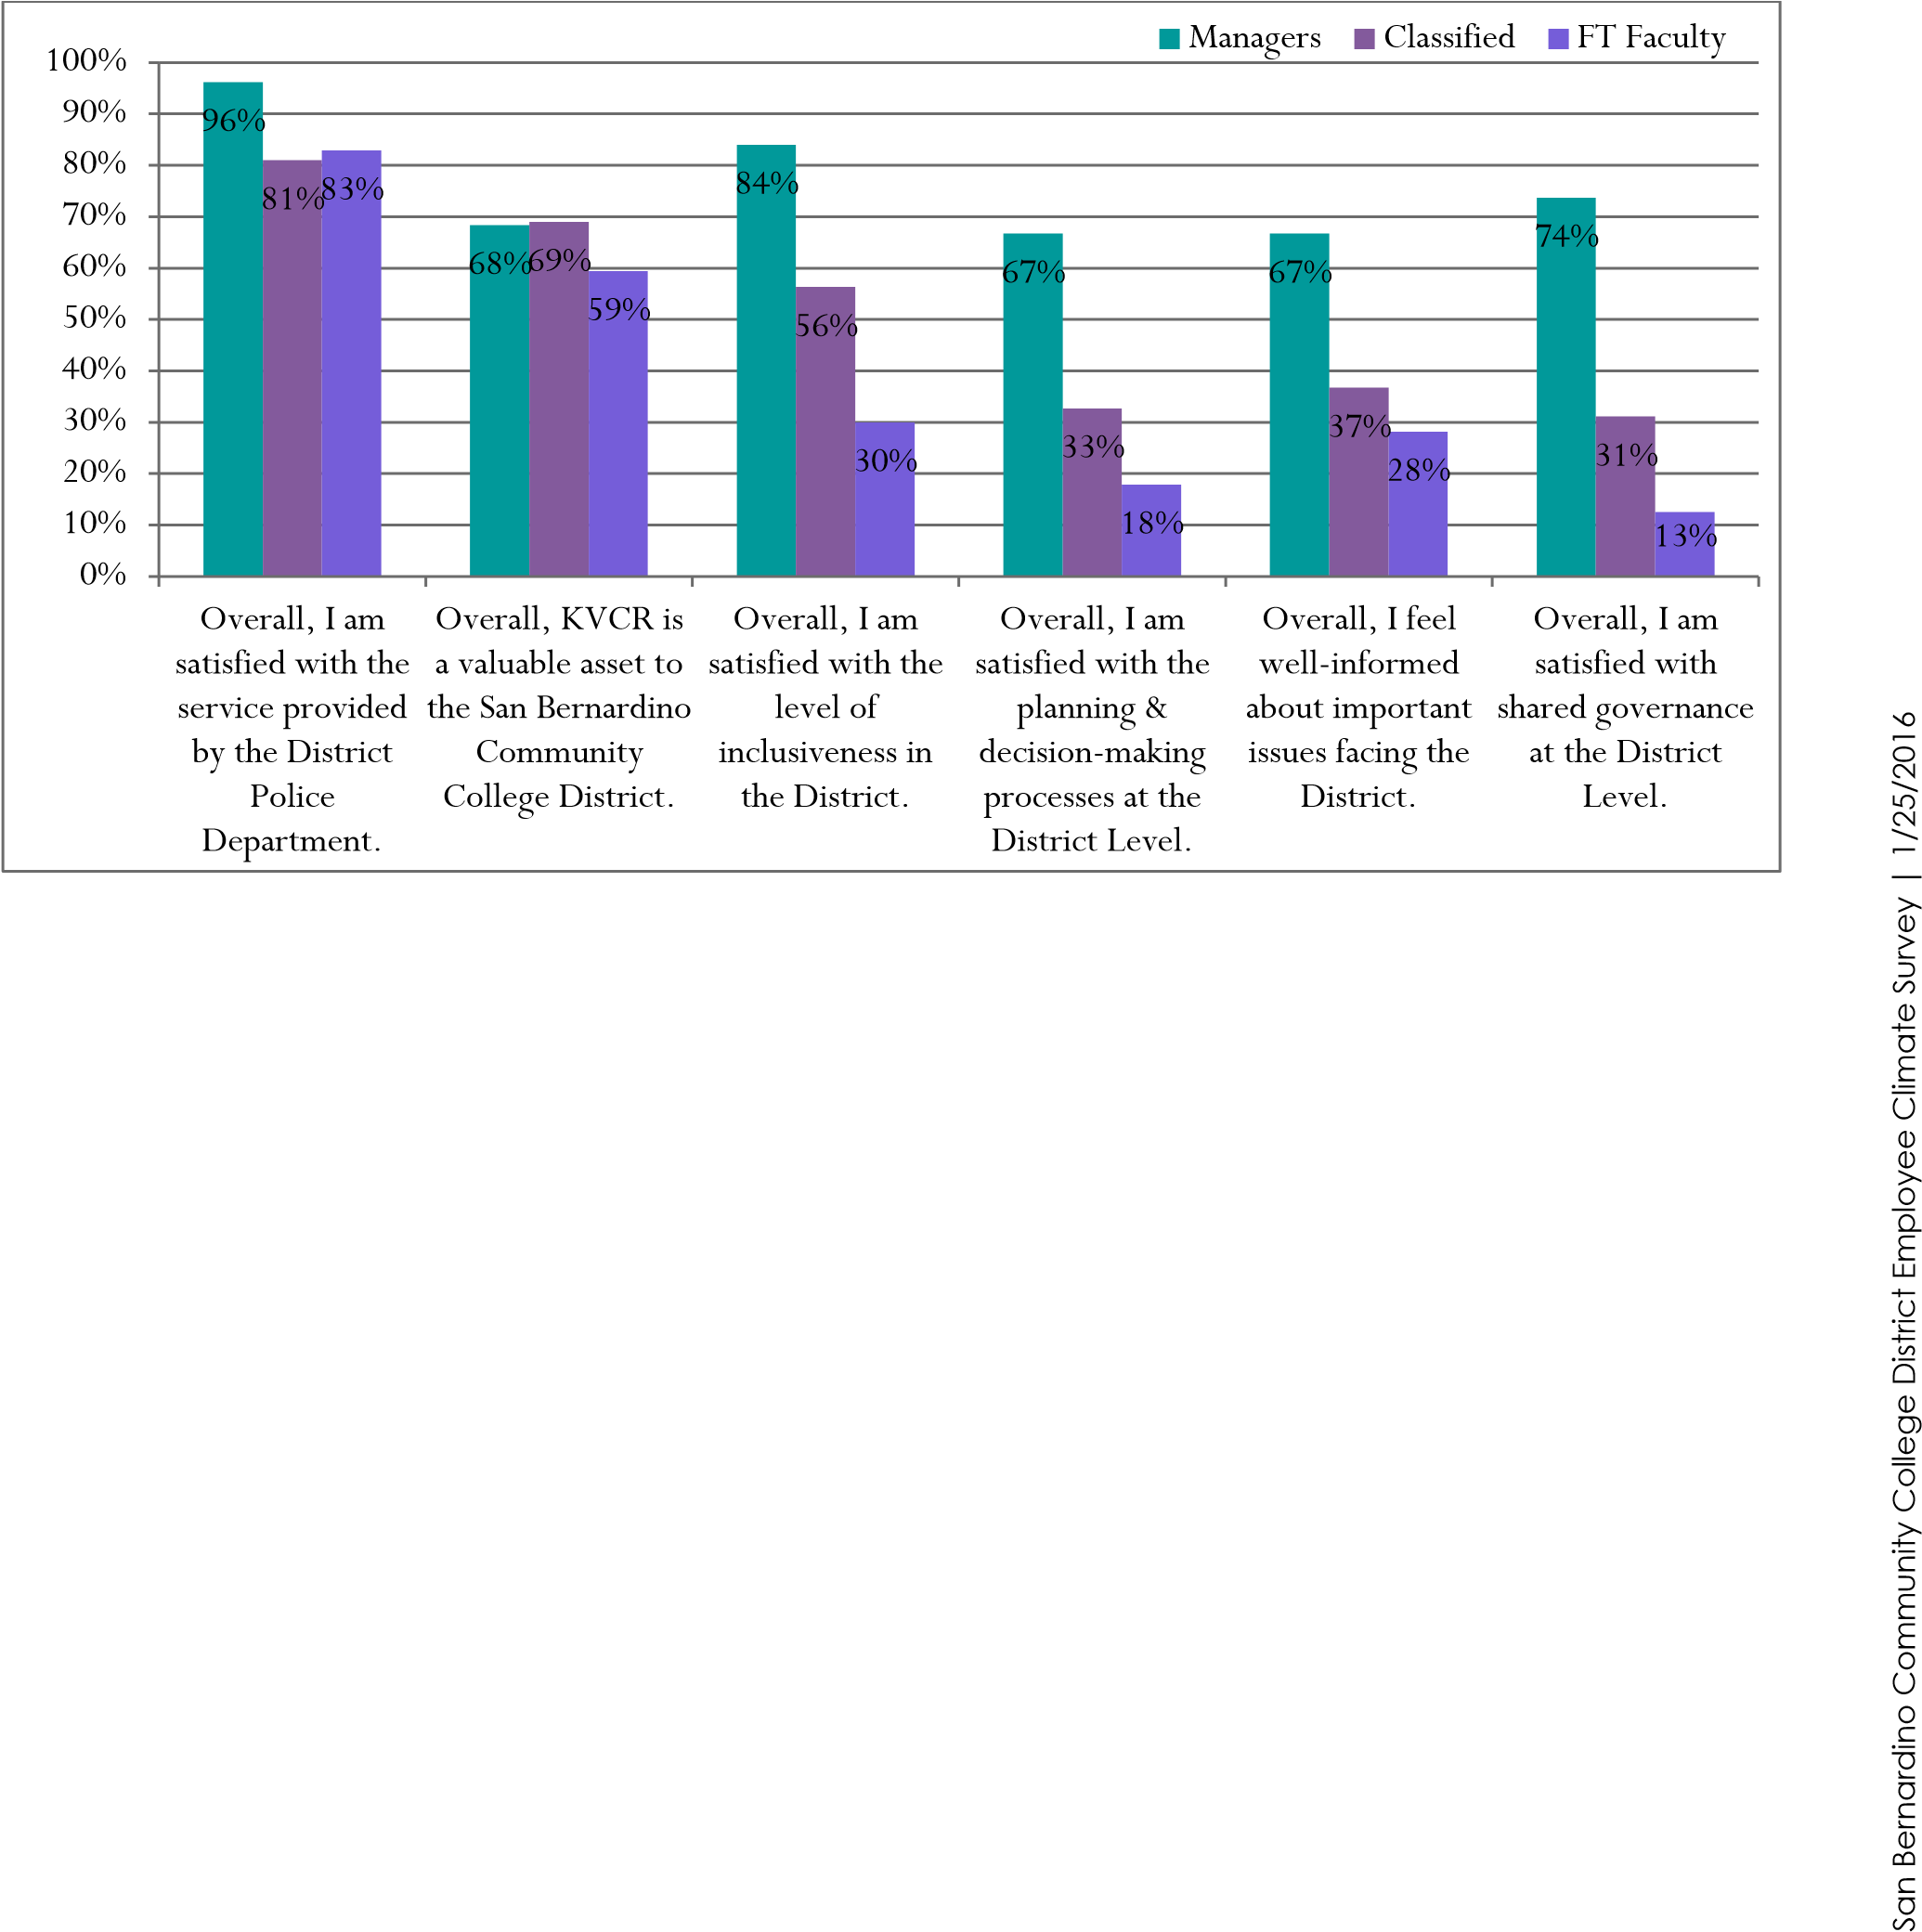 Managers Classified FT Faculty
100%
90%
80%
70%
60%
50%
40%
30%
20%
10%
0%
96% 81% 83%
68% 69% 59%
84% 56% 30%
67% 33% 18%
67% 37% 28%
74% 31% 13%
Overall, I am
satisfied with the
service provided
by the District
Police
Department.
Overall, KVCR is
a valuable asset to
the San Bernardino
Community
College District.
Overall, I am
satisfied with the
level of
inclusiveness in
the District.
Overall, I am
satisfied with the
planning &
decision-making
processes at the
District Level.
Overall, I feel
well-informed
about important
issues facing the
District.
Overall, I am
satisfied with
shared governance
at the District
Level.
San Bernardino Community College District Employee Climate Survey | 1/25/2016